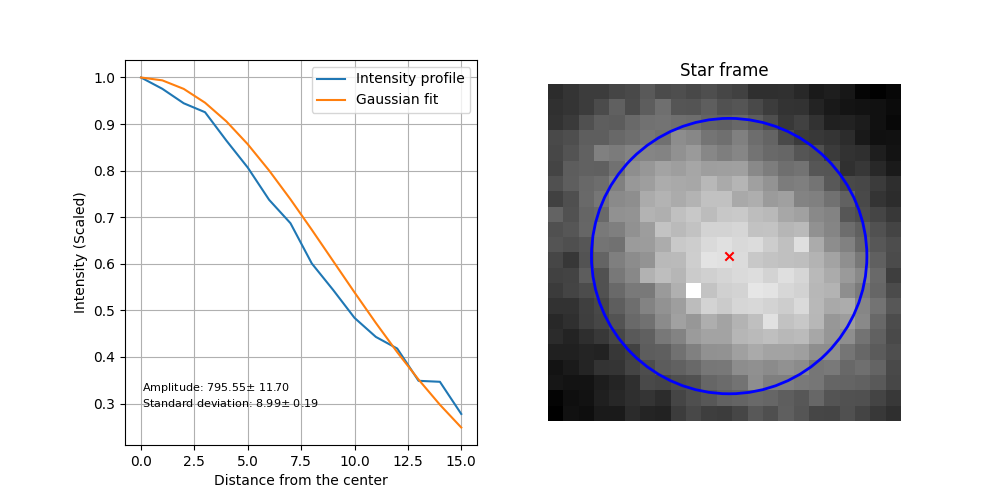 Star frame
Intensity profile
Gaussian fit
1.0
0.9
0.8
0.7
0.6
0.5
0.4
0.3
Intensity (Scaled)
Amplitude: 795.55± 11.70
Standard deviation: 8.99± 0.19
0.0 2.5 5.0 7.5 10.0 12.5 15.0
Distance from the center